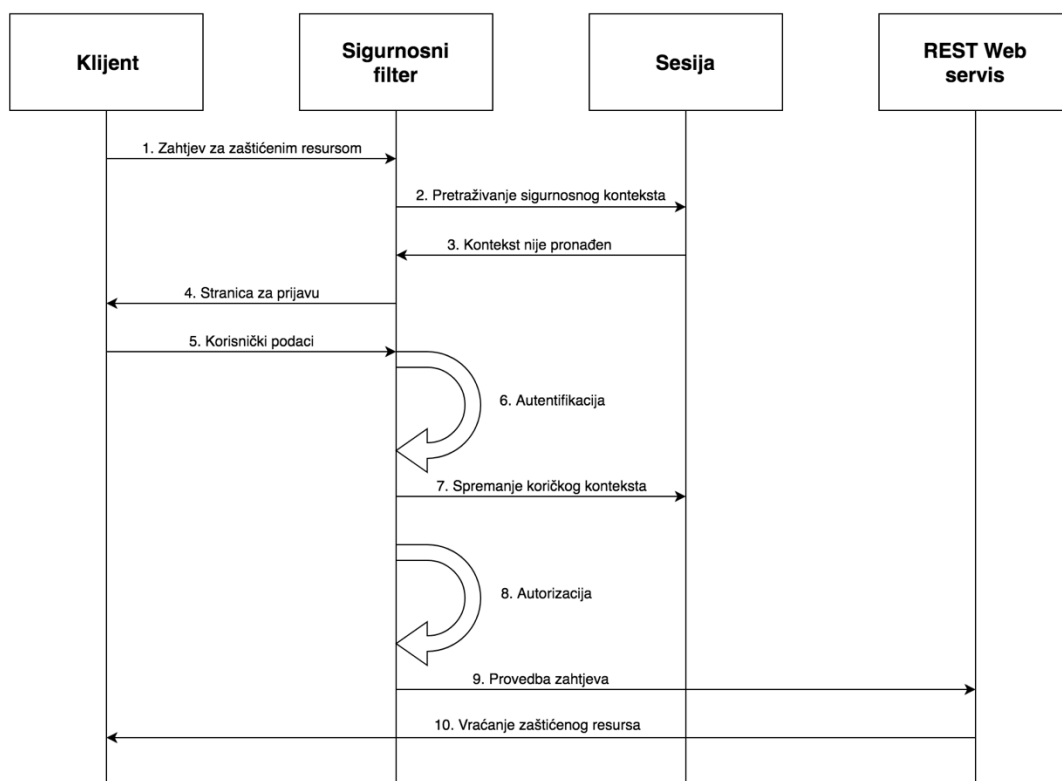 Klijent
Sigurnosni
filter
Sesija
REST Web
servis
1. Zahtjev za zaštićenim resursom
2. Pretraživanje sigurnosnog konteksta
3. Kontekst nije pronađen
4. Stranica za prijavu
5. Korisnički podaci
6. Autentifikacija
7. Spremanje koričkog konteksta
8. Autorizacija
9. Provedba zahtjeva
10. Vraćanje zaštićenog resursa